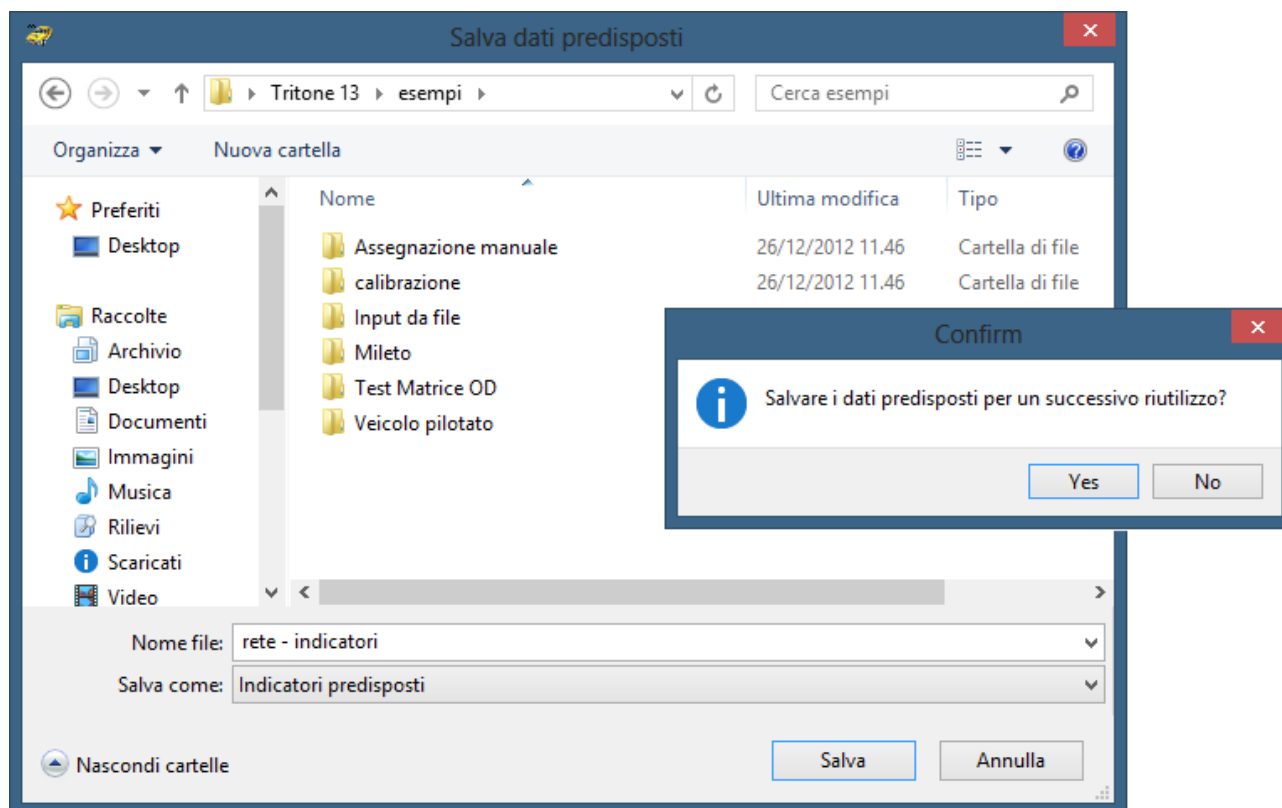 Salva dati predisposti
Tritone 13 esempi
Cerca esempi
Organizza Nuova cartella
Preferiti
Desktop
Raccolte
Archivio
Desktop
Documenti
Immagini
Musica
Rilievi
Scaricati
Video
Nome Ultima modifica Tipo
Assegnazione manuale 26/12/2012 11.46 Cartella di file
calibrazione 26/12/2012 11.46 Cartella di file
Input da file
Mileto
Test Matrice OD
Veicolo pilotato
Confirm
Salvare i dati predisposti per un successivo riutilizzo?
Yes No
Nome file: rete - indicatori
Salva come: Indicatori predisposti
Nascondi cartelle Salva Annulla